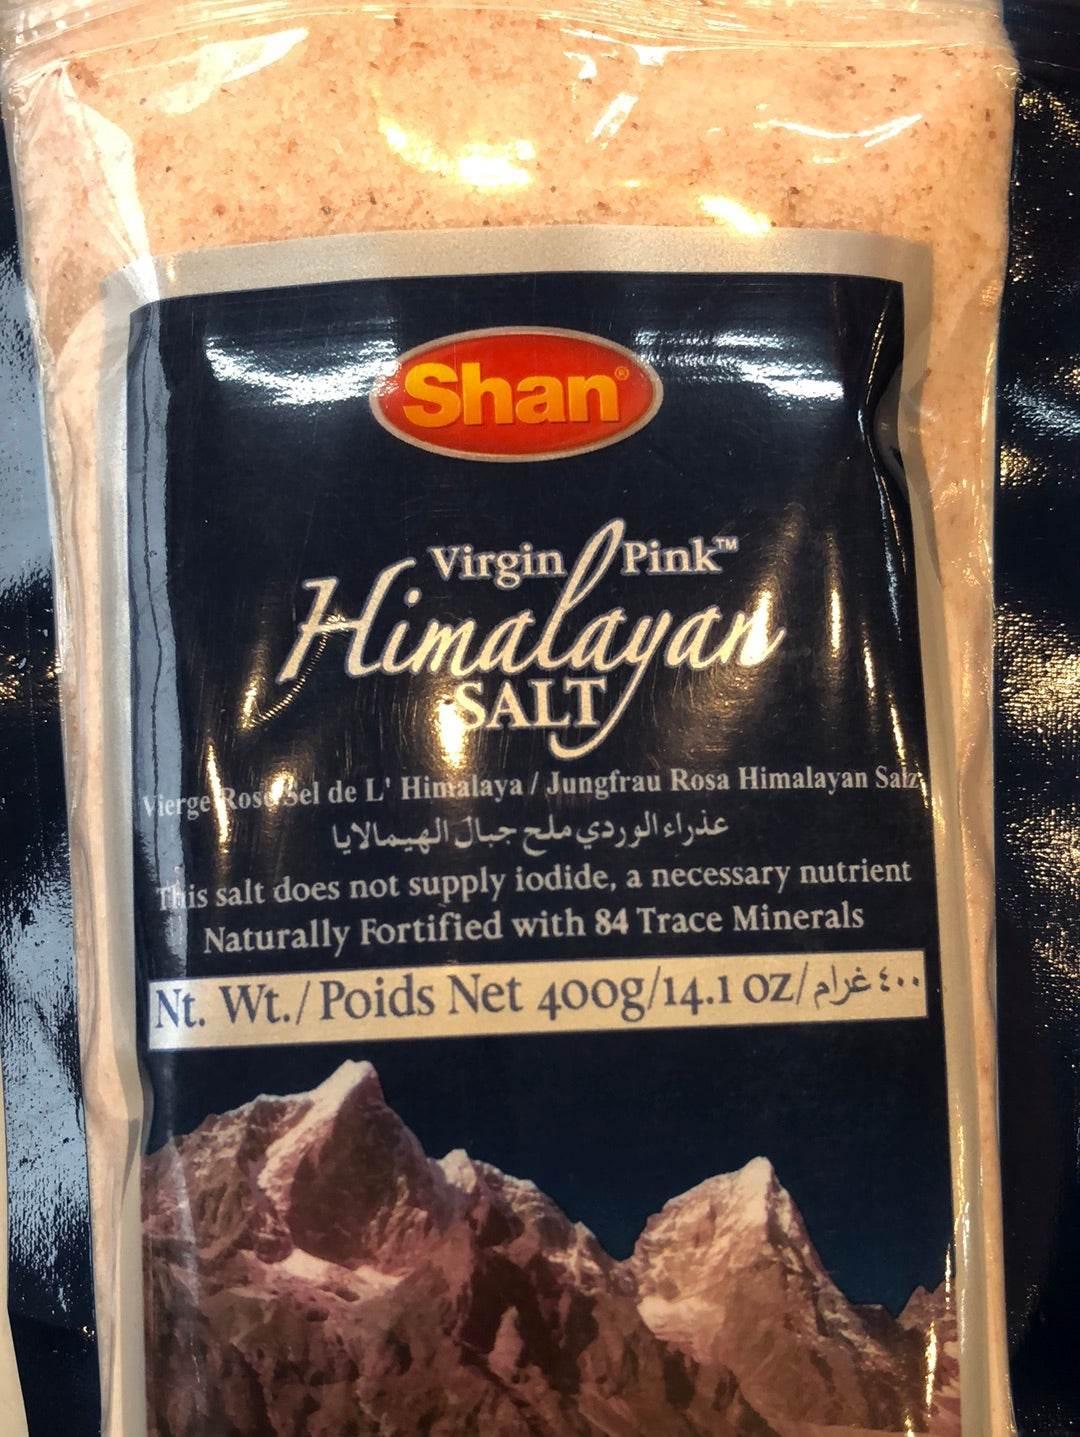 Shan®
Virgin Pink™
Himalayan
SALT
Vierge Rose Sel de L' Himalaya / Jungfrau Rosa Himalayan Salz
عذراء الوردي ملح جبال الهيمالايا
This salt does not supply iodide, a necessary nutrient
Naturally Fortified with 84 Trace Minerals
Nt. Wt./Poids Net 400g/14.1 oz/٤٠٠ غرام